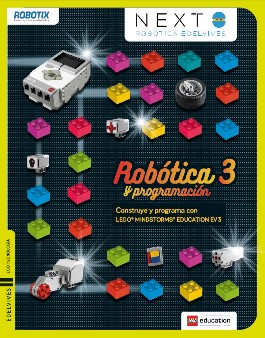 ROBOTIX
NEXT
ROBÓTICA EDELVIVES
Robótica 3
y programación
Construye y programa con
LEGO® MINDSTORMS® EDUCATION EV3
EDELVIVES
education